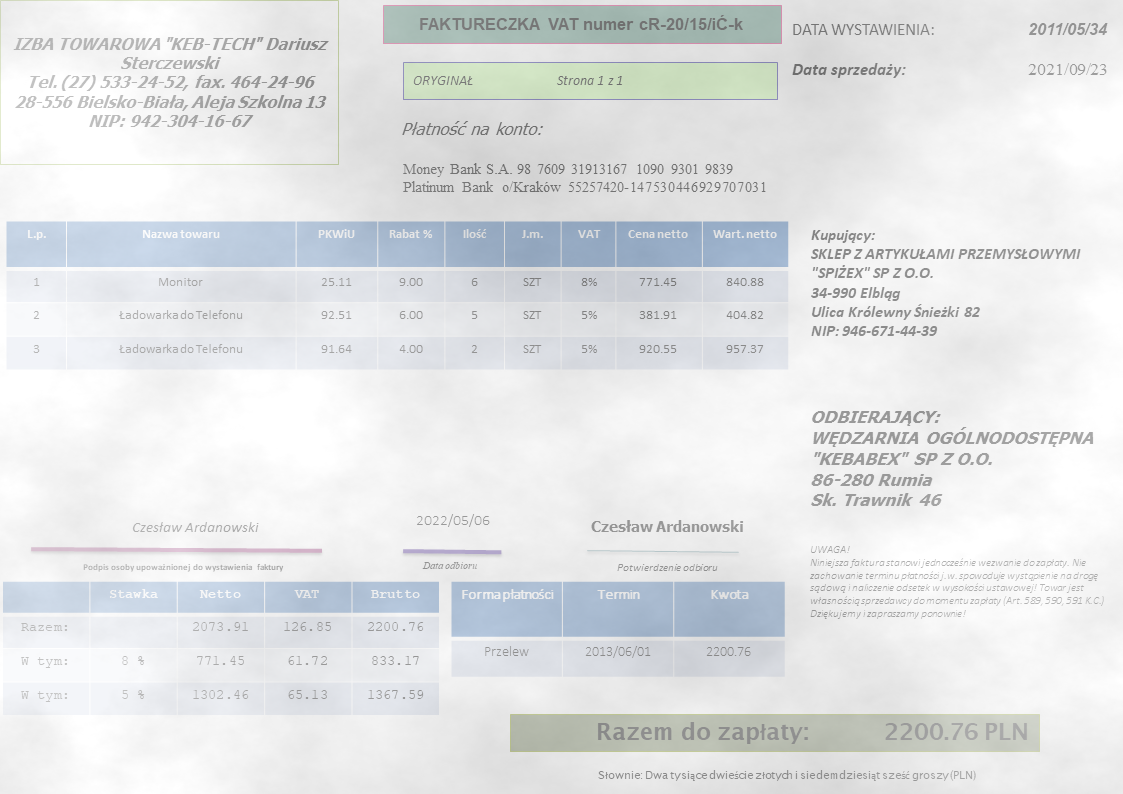 IZBA TOWAROWA "KEB-TECH" Dariusz
Sterczewski
Tel. (27) 533-24-52, fax. 464-24-96
28-556 Bielsko-Biała, Aleja Szkolna 13
NIP: 942-304-16-67
FAKTURECZKA VAT numer cR-20/15/iĆ-k
ORYGINAŁ Strona 1 z 1
Płatność na konto:
Money Bank S.A. 98 7609 31913167 1090 9301 9839
Platinum Bank o/Kraków 55257420-147530446929707031
DATA WYSTAWIENIA: 2011/05/34
Data sprzedaży: 2021/09/23
L.p. Nazwa towaru PKWiU Rabat % Ilość J.m. VAT Cena netto Wart. netto
1 Monitor 25.11 9.00 6 SZT 8% 771.45 840.88
2 Ładowarka do Telefonu 92.51 6.00 5 SZT 5% 381.91 404.82
3 Ładowarka do Telefonu 91.64 4.00 2 SZT 5% 920.55 957.37
Kupujący:
SKLEP Z ARTYKUŁAMI PRZEMYSŁOWYMI
"SPIŻEX" SP Z O.O.
34-990 Elbląg
Ulica Królewny Śnieżki 82
NIP: 946-671-44-39
ODBIERAJĄCY:
WĘDZARNIA OGÓLNODOSTĘPNA
"KEBABEX" SP Z O.O.
86-280 Rumia
Sk. Trawnik 46
Czesław Ardanowski 2022/05/06 Czesław Ardanowski
Podpis osoby upoważnionej do wystawienia faktury Data odbioru Potwierdzenie odbioru
UWAGA!
Niniejsza faktura stanowi jednocześnie wezwanie do zapłaty. Nie
zachowanie terminu płatności j.w. spowoduje wystąpienie na drogę
sądową i naliczenie odsetek w wysokości ustawowej! Towar jest
własnością sprzedawcy do momentu zapłaty (Art. 589, 590, 591 K.C.)
Dziękujemy i zapraszamy ponownie!
Stawka Netto VAT Brutto
Razem: 2073.91 126.85 2200.76
W tym: 8 % 771.45 61.72 833.17
W tym: 5 % 1302.46 65.13 1367.59
Forma płatności Termin Kwota
Przelew 2013/06/01 2200.76
Razem do zapłaty: 2200.76 PLN
Słownie: Dwa tysiące dwieście złotych i siedemdziesiąt sześć groszy (PLN)